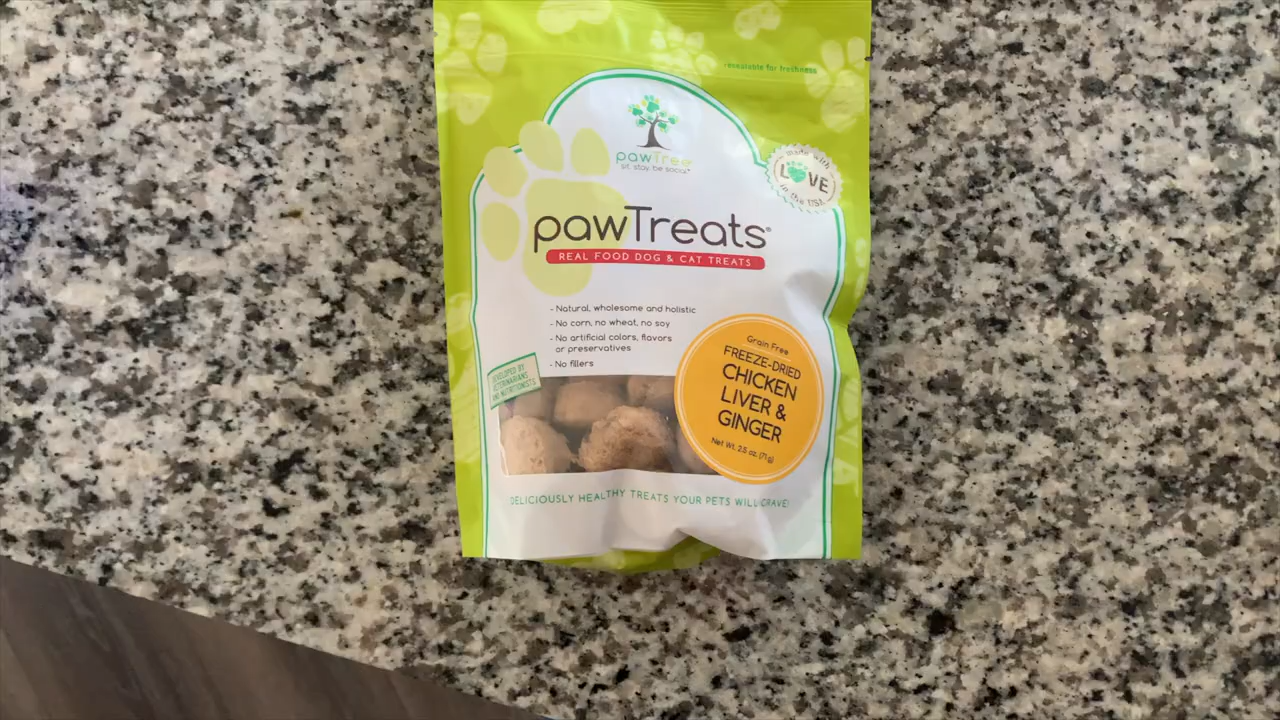 resealable for freshness
pawTree
sit. stay. be social.™
made with
LOVE
in the USA
pawTreats®
REAL FOOD DOG & CAT TREATS
- Natural, wholesome and holistic
- No corn, no wheat, no soy
- No artificial colors, flavors
or preservatives
- No fillers
DEVELOPED BY
VETERINARIANS
AND NUTRITIONISTS
Grain Free
FREEZE-DRIED
CHICKEN
LIVER &
GINGER
Net Wt. 2.5 oz. (71g)
DELICIOUSLY HEALTHY TREATS YOUR PETS WILL CRAVE!